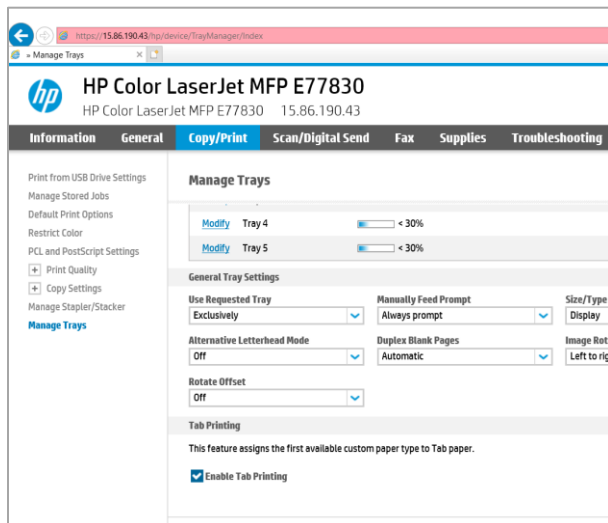 https://15.86.190.43/hp/device/TrayManager/Index
Manage Trays
hp
HP Color LaserJet MFP E77830
HP Color LaserJet MFP E77830 15.86.190.43
Information General Copy/Print Scan/Digital Send Fax Supplies Troubleshooting
Print from USB Drive Settings
Manage Stored Jobs
Default Print Options
Restrict Color
PCL and PostScript Settings
Print Quality
Copy Settings
Manage Stapler/Stacker
Manage Trays
Manage Trays
Modify Tray 4 < 30%
Modify Tray 5 < 30%
General Tray Settings
Use Requested Tray Manually Feed Prompt Size/Type
Exclusively Always prompt Display
Alternative Letterhead Mode Duplex Blank Pages Image Rot
Off Automatic Left to rig
Rotate Offset
Off
Tab Printing
This feature assigns the first available custom paper type to Tab paper.
Enable Tab Printing